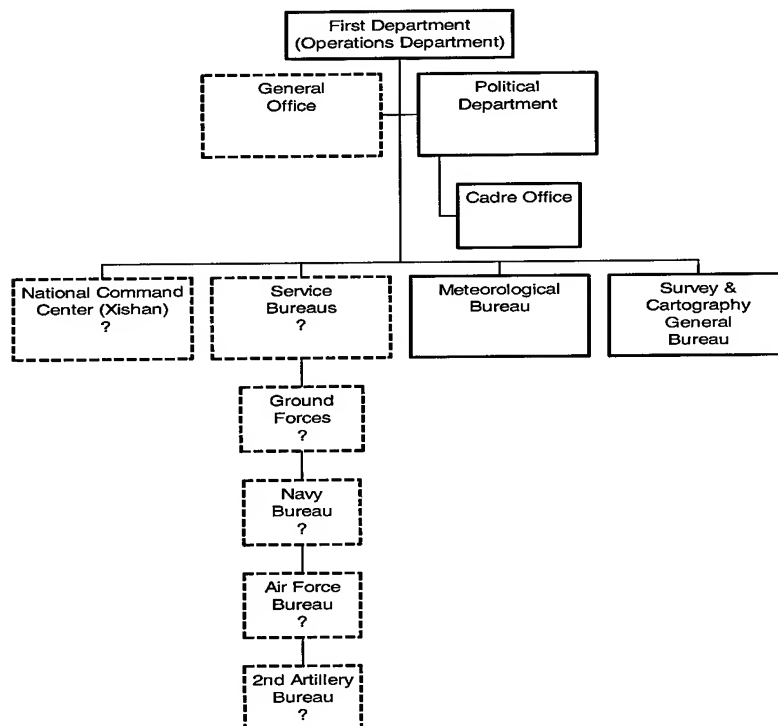 First Department
(Operations Department)
General
Office
Political
Department
Cadre Office
National Command
Center (Xishan)
?
Service
Bureaus
?
Meteorological
Bureau
Survey &
Cartography
General
Bureau
Ground
Forces
?
Navy
Bureau
?
Air Force
Bureau
?
2nd Artillery
Bureau
?